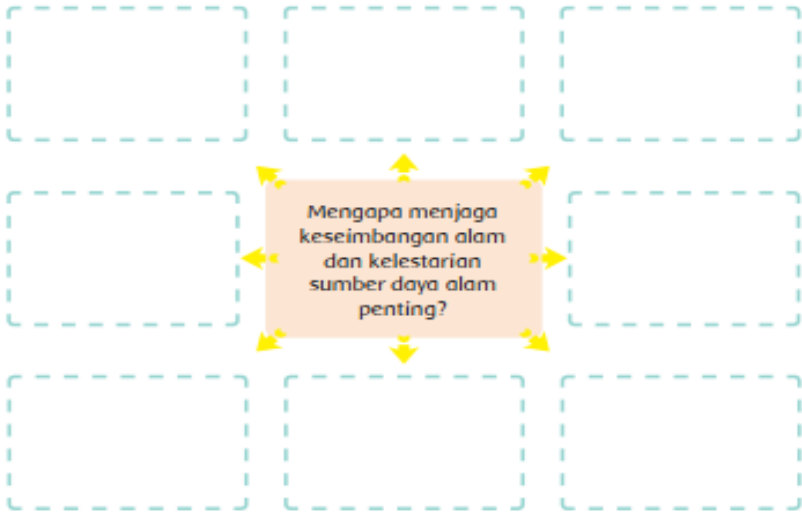 Mengapa menjaga
keseimbangan alam
dan kelestarian
sumber daya alam
penting?